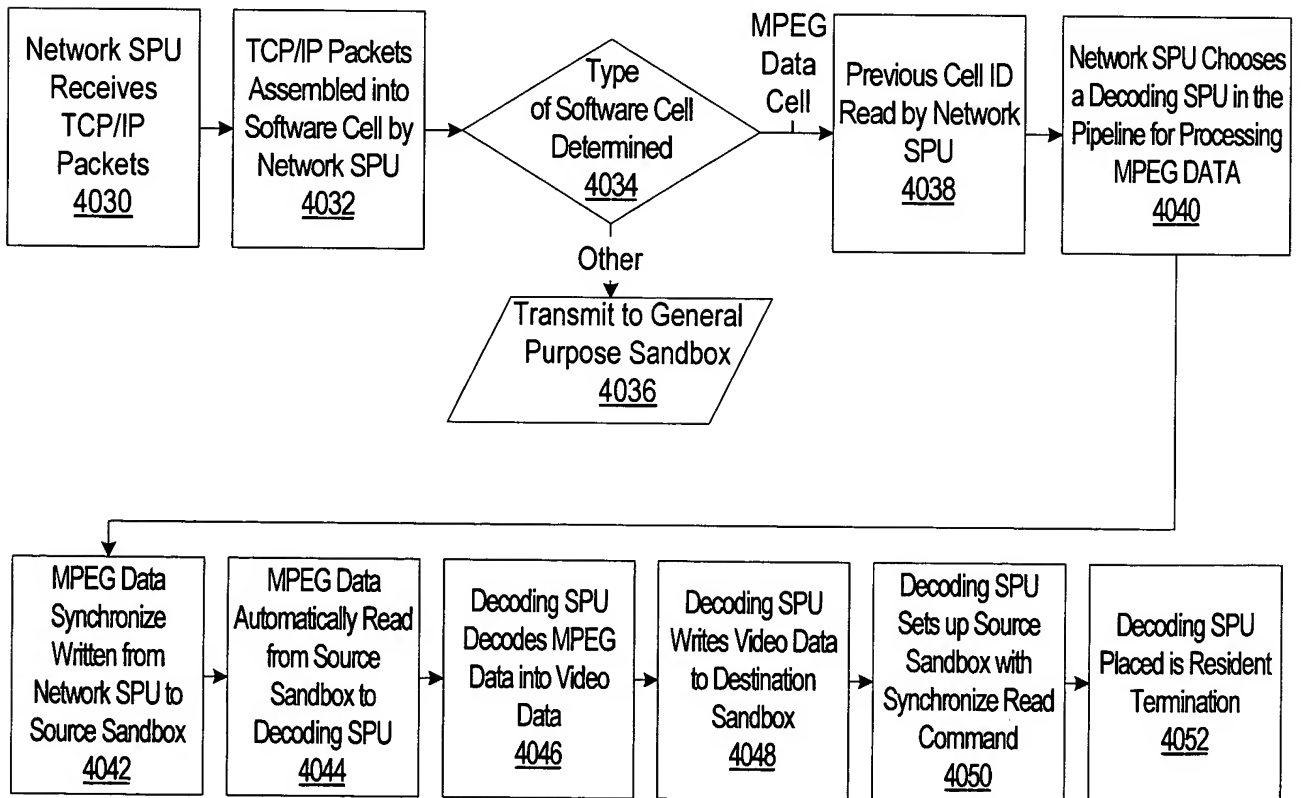 Network SPU
Receives
TCP/IP
Packets
4030
TCP/IP Packets
Assembled into
Software Cell by
Network SPU
4032
Type
of Software Cell
Determined
4034
MPEG
Data
Cell
Previous Cell ID
Read by Network
SPU
4038
Network SPU Chooses
a Decoding SPU in the
Pipeline for Processing
MPEG DATA
4040
Other
Transmit to General
Purpose Sandbox
4036
MPEG Data
Synchronize
Written from
Network SPU to
Source Sandbox
4042
MPEG Data
Automatically Read
from Source
Sandbox to
Decoding SPU
4044
Decoding SPU
Decodes MPEG
Data into Video
Data
4046
Decoding SPU
Writes Video Data
to Destination
Sandbox
4048
Decoding SPU
Sets up Source
Sandbox with
Synchronize Read
Command
4050
Decoding SPU
Placed is Resident
Termination
4052